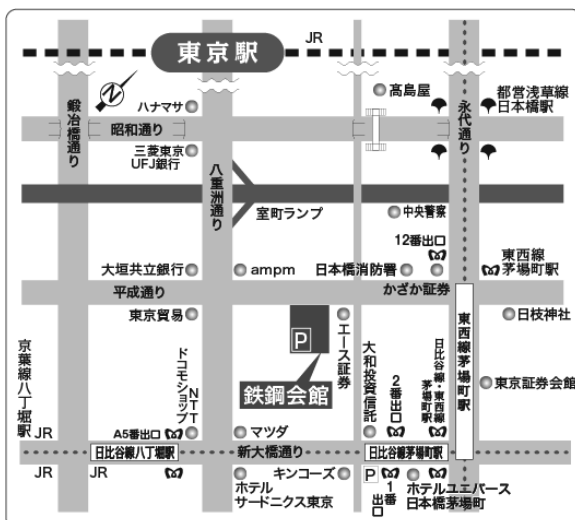 JR
東京駅
髙島屋
都営浅草線
日本橋駅
N
ハナマサ
鍛冶橋通り
昭和通り
永代通り
三菱東京
UFJ銀行
八重洲通り
室町ランプ
中央警察
12番出口
東西線
茅場町駅
大垣共立銀行
ampm
日本橋消防署
平成通り
かざか証券
東京貿易
P
エース証券
日枝神社
東西線茅場町駅
京葉線八丁堀駅
ドコモショップ
NTT
鉄鋼会館
大和投資信託
2番出口
日比谷線・東西線
茅場町駅
東京証券会館
JR
A5番出口
マツダ
日比谷線八丁堀駅
新大橋通り
日比谷線茅場町駅
JR
JR
キンコーズ
P
1番
出口
ホテル
サードニクス東京
ホテルユニバース
日本橋茅場町